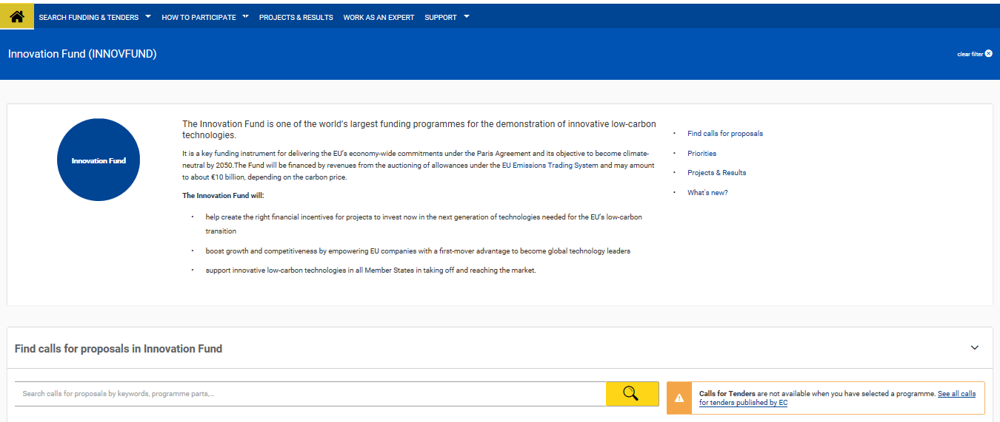 SEARCH FUNDING & TENDERS HOW TO PARTICIPATE PROJECTS & RESULTS WORK AS AN EXPERT SUPPORT
Innovation Fund (INNOVFUND)
clear filter
Innovation Fund
The Innovation Fund is one of the world's largest funding programmes for the demonstration of innovative low-carbon
technologies.
It is a key funding instrument for delivering the EU's economy-wide commitments under the Paris Agreement and its objective to become climate-
neutral by 2050.The Fund will be financed by revenues from the auctioning of allowances under the EU Emissions Trading System and may amount
to about €10 billion, depending on the carbon price.
The Innovation Fund will:
• help create the right financial incentives for projects to invest now in the next generation of technologies needed for the EU's low-carbon
transition
• boost growth and competitiveness by empowering EU companies with a first-mover advantage to become global technology leaders
• support innovative low-carbon technologies in all Member States in taking off and reaching the market.
• Find calls for proposals
• Priorities
• Projects & Results
• What's new?
Find calls for proposals in Innovation Fund
Search calls for proposals by keywords, programme parts,...
Calls for Tenders are not available when you have selected a programme. See all calls
for tenders published by EC